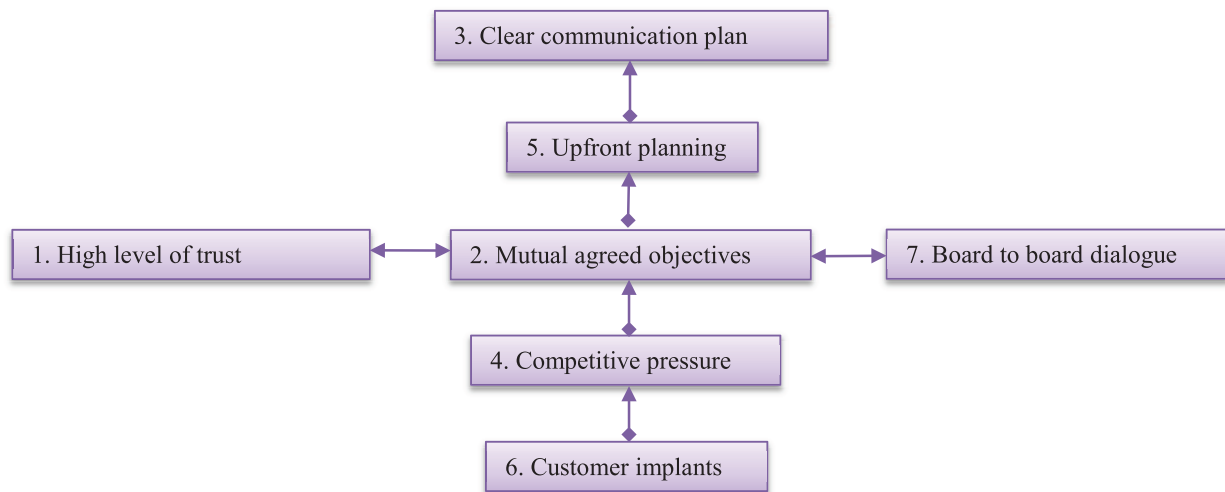 3. Clear communication plan
5. Upfront planning
1. High level of trust
2. Mutual agreed objectives
7. Board to board dialogue
4. Competitive pressure
6. Customer implants